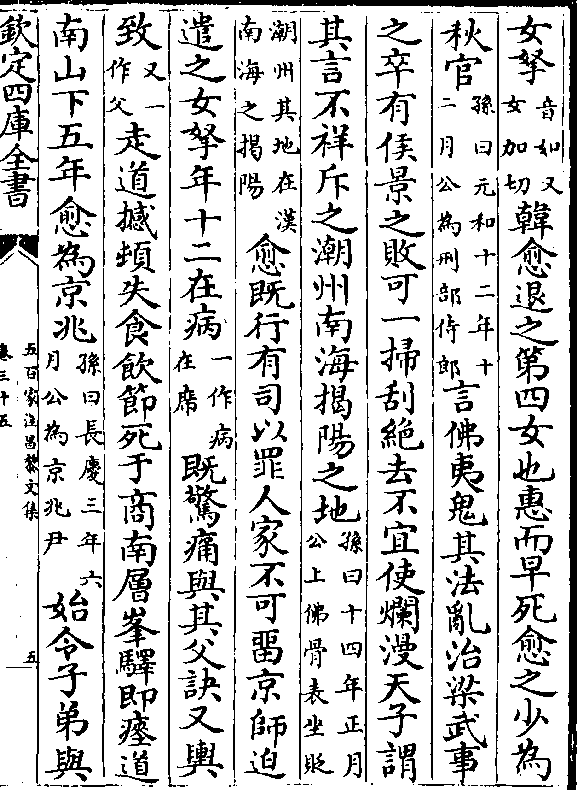 女挐音如又女加切韓愈退之第四女也惠而早死愈之少為
秋官孫曰元和十二年十二月公為刑部侍郎言佛夷鬼其法亂治梁武事
之卒有侯景之敗可一掃刮絶去不宜使爛漫天子謂
其言不祥斥之潮州南海揭陽之地孫曰十四年正月公上佛骨表坐貶
潮州其地在漢南海之揭陽愈既行有司以罪人家不可留京師迫
遣之女挐年十二在病一作病在席既驚痛與其父訣又輿
致又一作父走道撼頓失食飲節死于商南層峯驛即瘞道
南山下五年愈為京兆孫曰長慶三年六月公為京兆尹始令子弟與
欽定四庫全書
五百家注昌黎文集
卷三十五
五